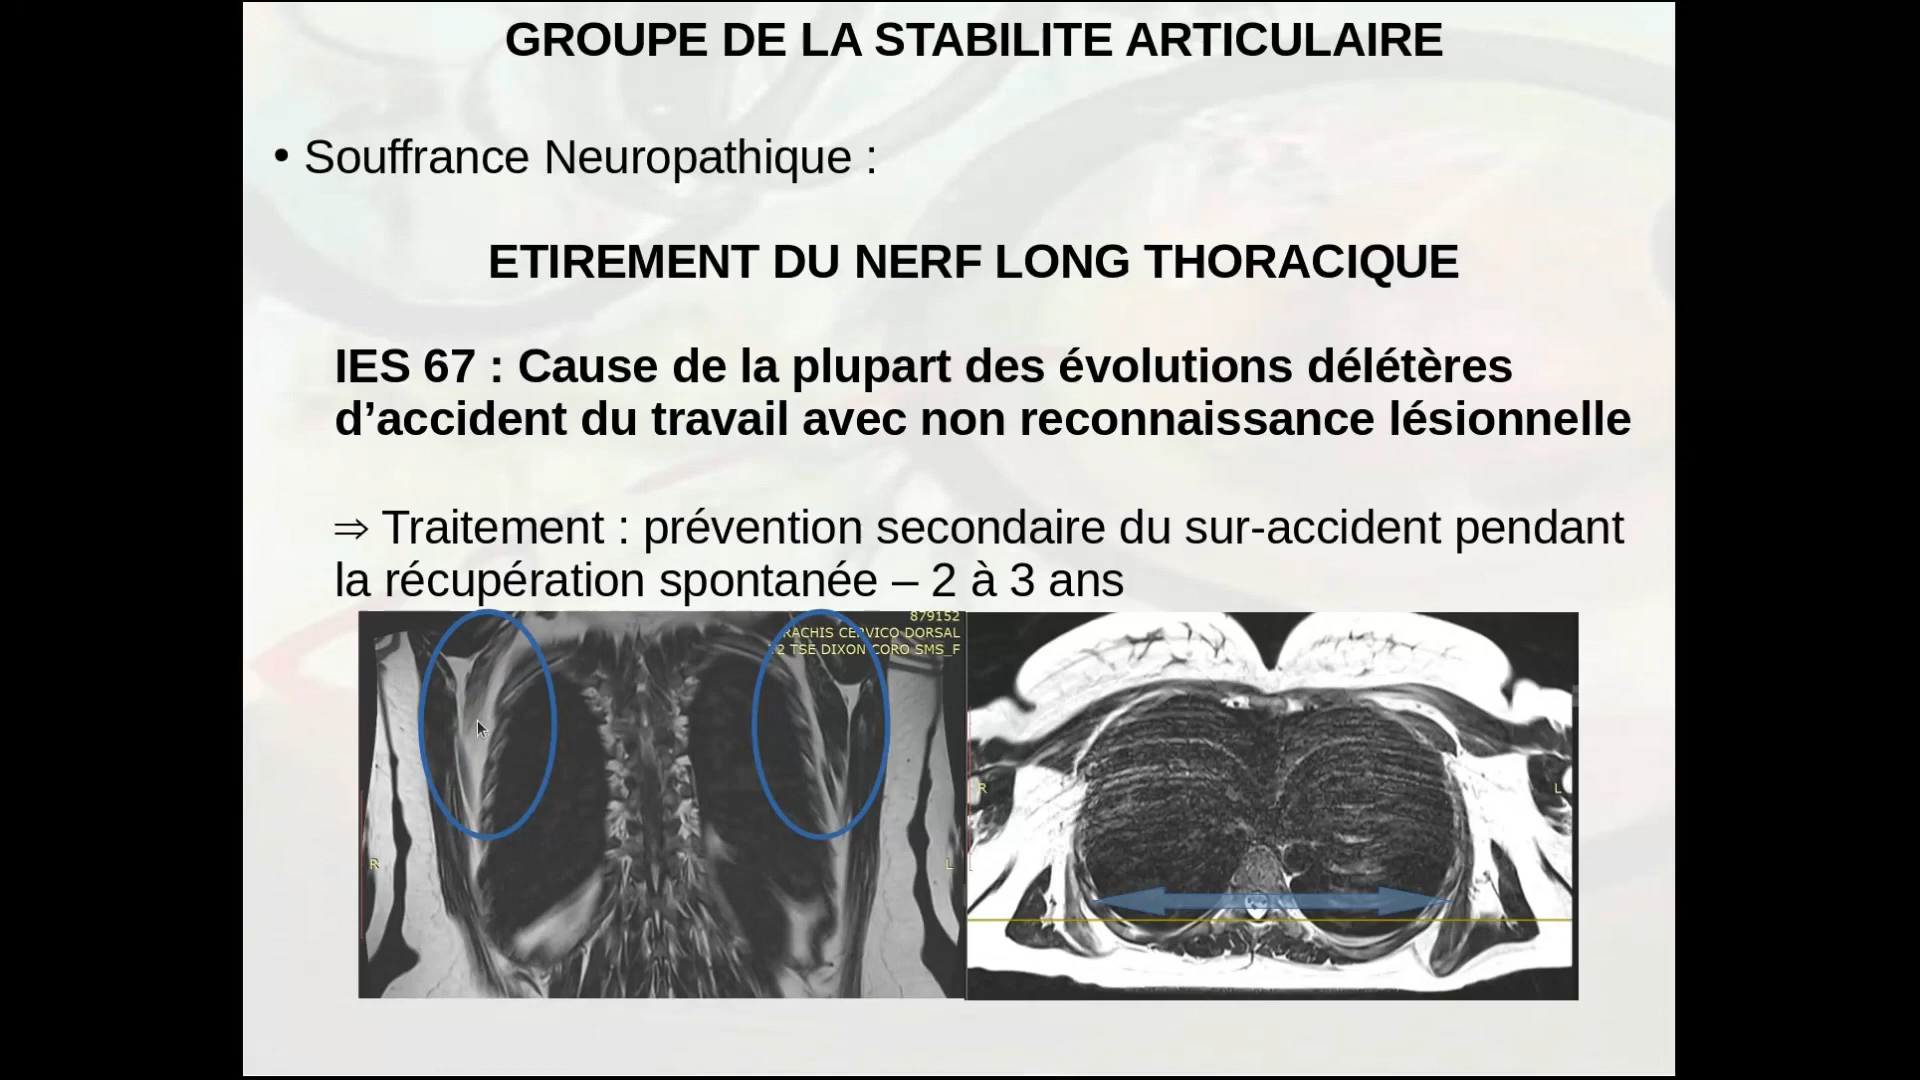 GROUPE DE LA STABILITE ARTICULAIRE
• Souffrance Neuropathique :
ETIREMENT DU NERF LONG THORACIQUE
IES 67 : Cause de la plupart des évolutions délétères
d’accident du travail avec non reconnaissance lésionnelle
⇒ Traitement : prévention secondaire du sur-accident pendant
la récupération spontanée – 2 à 3 ans
879152
RACHIS CERVICO DORSAL
2 TSE DIXON CORO SMS_F
R
L
R
L